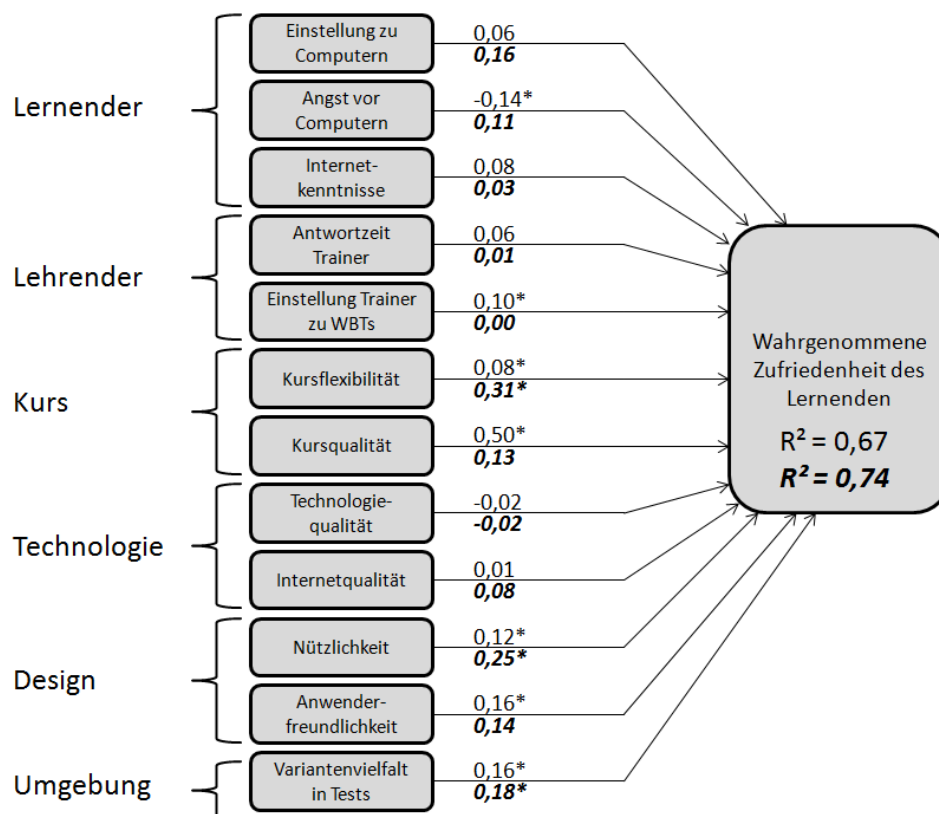 Lernender
Einstellung zu
Computern
0,06
0,16
Angst vor
Computern
-0,14*
0,11
Internet-
kenntnisse
0,08
0,03
Lehrender
Antwortzeit
Trainer
0,06
0,01
Einstellung Trainer
zu WBTs
0,10*
0,00
Kurs
Kursflexibilität
0,08*
0,31*
Kursqualität
0,50*
0,13
Technologie
Technologie-
qualität
-0,02
-0,02
Internetqualität
0,01
0,08
Design
Nützlichkeit
0,12*
0,25*
Anwender-
freundlichkeit
0,16*
0,14
Umgebung
Variantenvielfalt
in Tests
0,16*
0,18*
Wahrgenommene
Zufriedenheit des
Lernenden
R² = 0,67
R² = 0,74